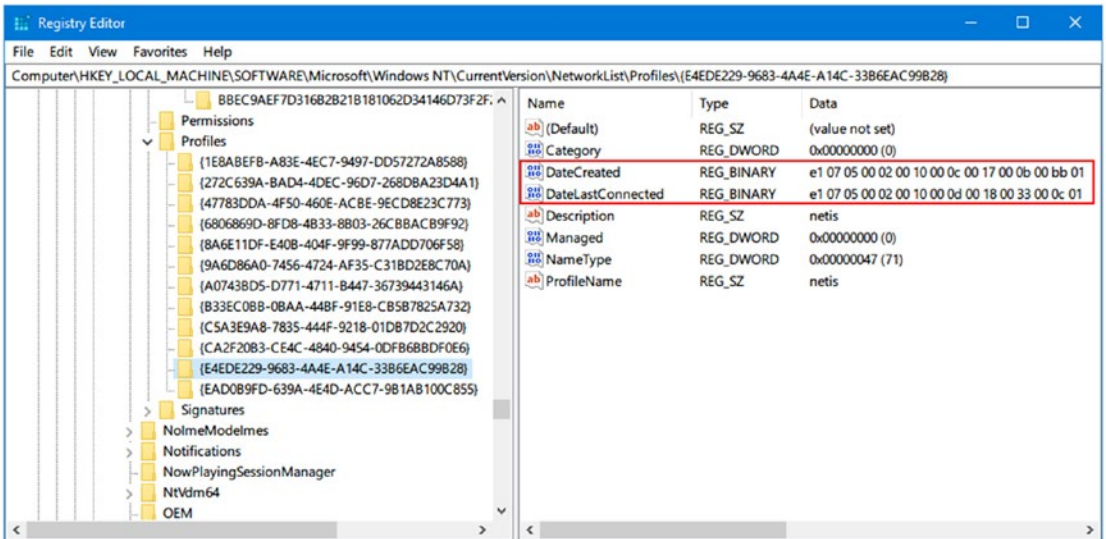 Registry Editor
File Edit View Favorites Help
Computer\HKEY_LOCAL_MACHINE\SOFTWARE\Microsoft\Windows NT\CurrentVersion\NetworkList\Profiles\{E4EDE229-9683-4A4E-A14C-33B6EAC99B28}
BBEC9AEF7D316B2B21B181062D34146D73F2F
Permissions
Profiles
{1E8ABEFB-A83E-4EC7-9497-DD57272A8588}
{272C639A-BAD4-4DEC-96D7-268DBA23D4A1}
{47783DDA-4F50-460E-ACBE-9ECD8E23C773}
{6806869D-8FD8-4B33-8B03-26CBBACB9F92}
{8A6E11DF-E40B-404F-9F99-877ADD706F58}
{9A6D86A0-7456-4724-AF35-C31BD2E8C70A}
{A0743BD5-D771-4711-B447-36739443146A}
{B33EC0BB-0BAA-44BF-91E8-CB5B7825A732}
{C5A3E9A8-7835-444F-9218-01DB7D2C2920}
{CA2F20B3-CE4C-4840-9454-0DFB6BBDF0E6}
{E4EDE229-9683-4A4E-A14C-33B6EAC99B28}
{EAD0B9FD-639A-4E4D-ACC7-9B1AB100C855}
Signatures
NoImeModeImes
Notifications
NowPlayingSessionManager
NtVdm64
OEM
Name Type Data
(Default) REG_SZ (value not set)
Category REG_DWORD 0x00000000 (0)
DateCreated REG_BINARY e1 07 05 00 02 00 10 00 0c 00 17 00 0b 00 bb 01
DateLastConnected REG_BINARY e1 07 05 00 02 00 10 00 0d 00 18 00 33 00 0c 01
Description REG_SZ netis
Managed REG_DWORD 0x00000000 (0)
NameType REG_DWORD 0x00000047 (71)
ProfileName REG_SZ netis